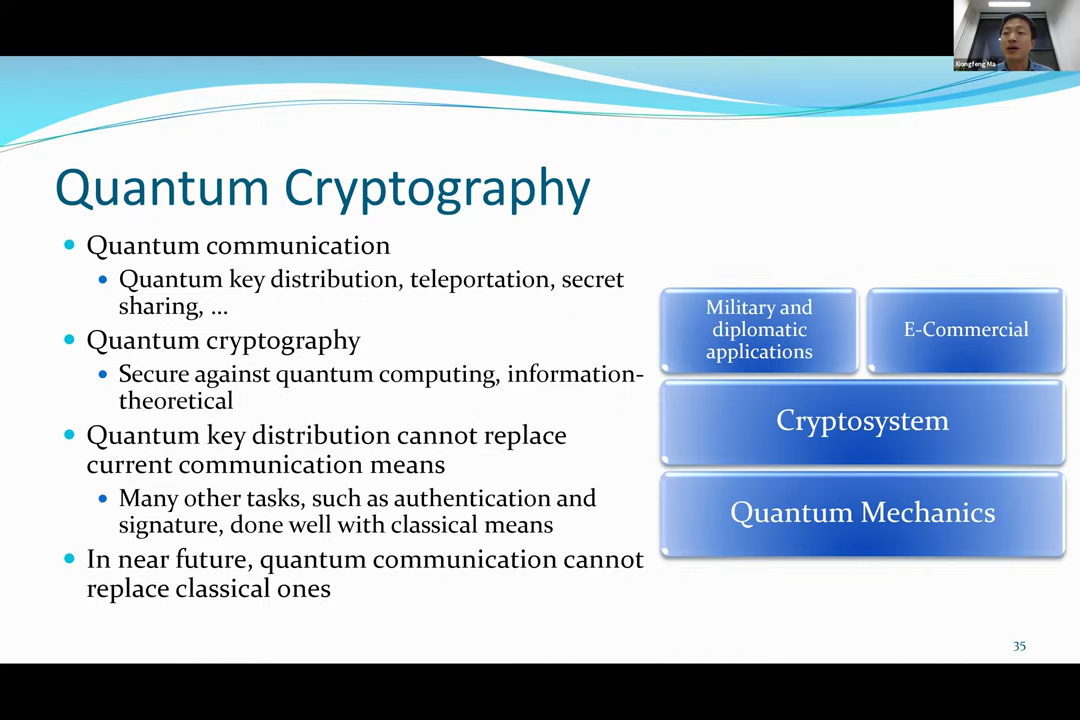 Xiongfeng Ma
Quantum Cryptography
Quantum communication
Quantum key distribution, teleportation, secret
sharing, ...
Quantum cryptography
Secure against quantum computing, information-
theoretical
Quantum key distribution cannot replace
current communication means
Many other tasks, such as authentication and
signature, done well with classical means
In near future, quantum communication cannot
replace classical ones
Military and
diplomatic
applications
E-Commercial
Cryptosystem
Quantum Mechanics
35